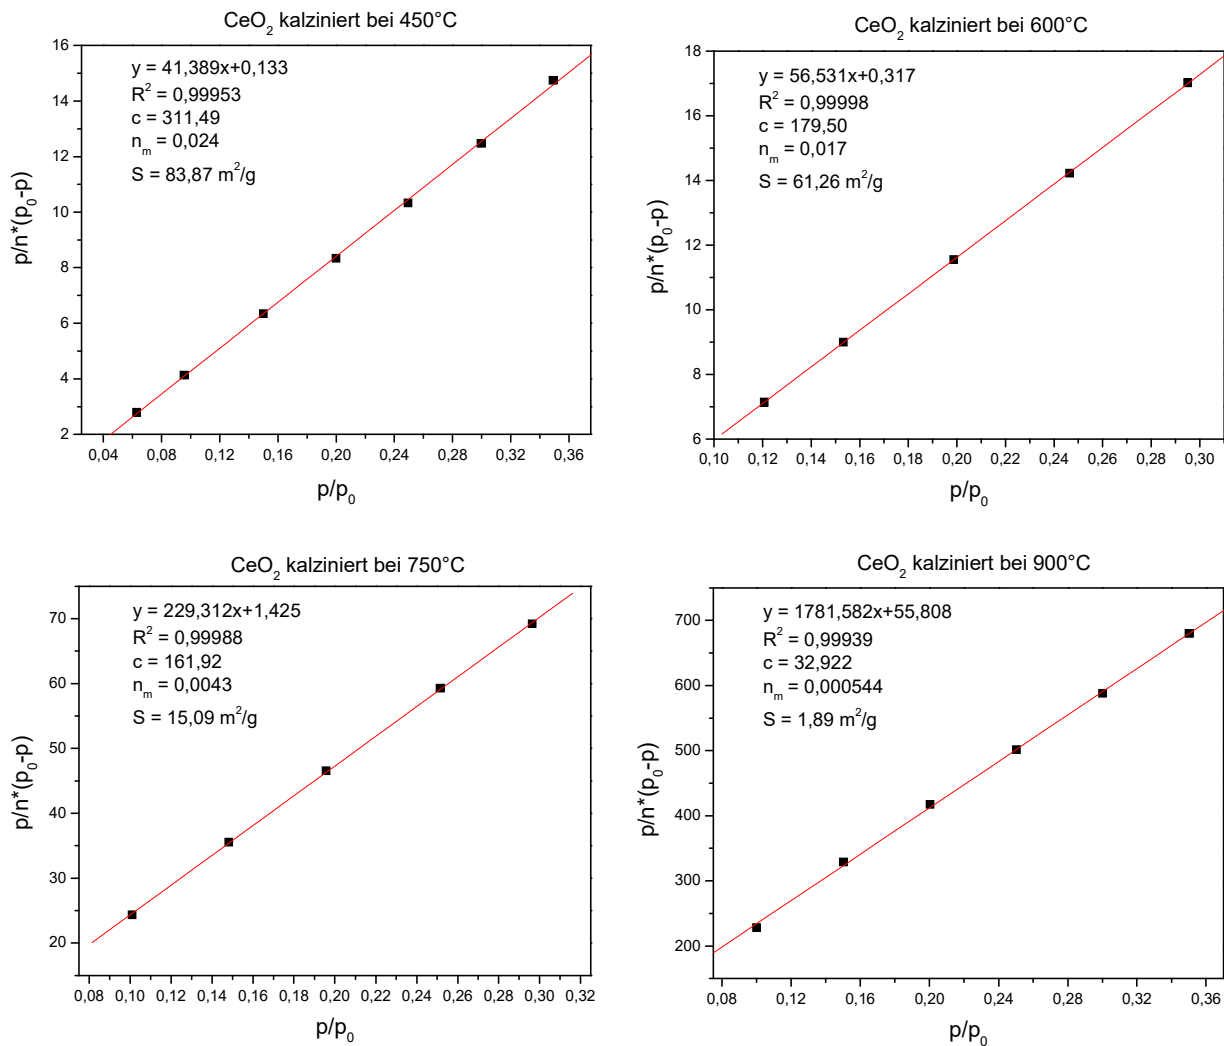 CeO2 kalziniert bei 450°C
y = 41,389x+0,133
R2 = 0,99953
c = 311,49
nm = 0,024
S = 83,87 m2/g
p/n*(p0-p)
16
14
12
10
8
6
4
2
0,04 0,08 0,12 0,16 0,20 0,24 0,28 0,32 0,36
p/p0
CeO2 kalziniert bei 600°C
y = 56,531x+0,317
R2 = 0,99998
c = 179,50
nm = 0,017
S = 61,26 m2/g
p/n*(p0-p)
18
16
14
12
10
8
6
0,10 0,12 0,14 0,16 0,18 0,20 0,22 0,24 0,26 0,28 0,30
p/p0
CeO2 kalziniert bei 750°C
y = 229,312x+1,425
R2 = 0,99988
c = 161,92
nm = 0,0043
S = 15,09 m2/g
p/n*(p0-p)
70
60
50
40
30
20
0,08 0,10 0,12 0,14 0,16 0,18 0,20 0,22 0,24 0,26 0,28 0,30 0,32
p/p0
CeO2 kalziniert bei 900°C
y = 1781,582x+55,808
R2 = 0,99939
c = 32,922
nm = 0,000544
S = 1,89 m2/g
p/n*(p0-p)
700
600
500
400
300
200
0,08 0,12 0,16 0,20 0,24 0,28 0,32 0,36
p/p0